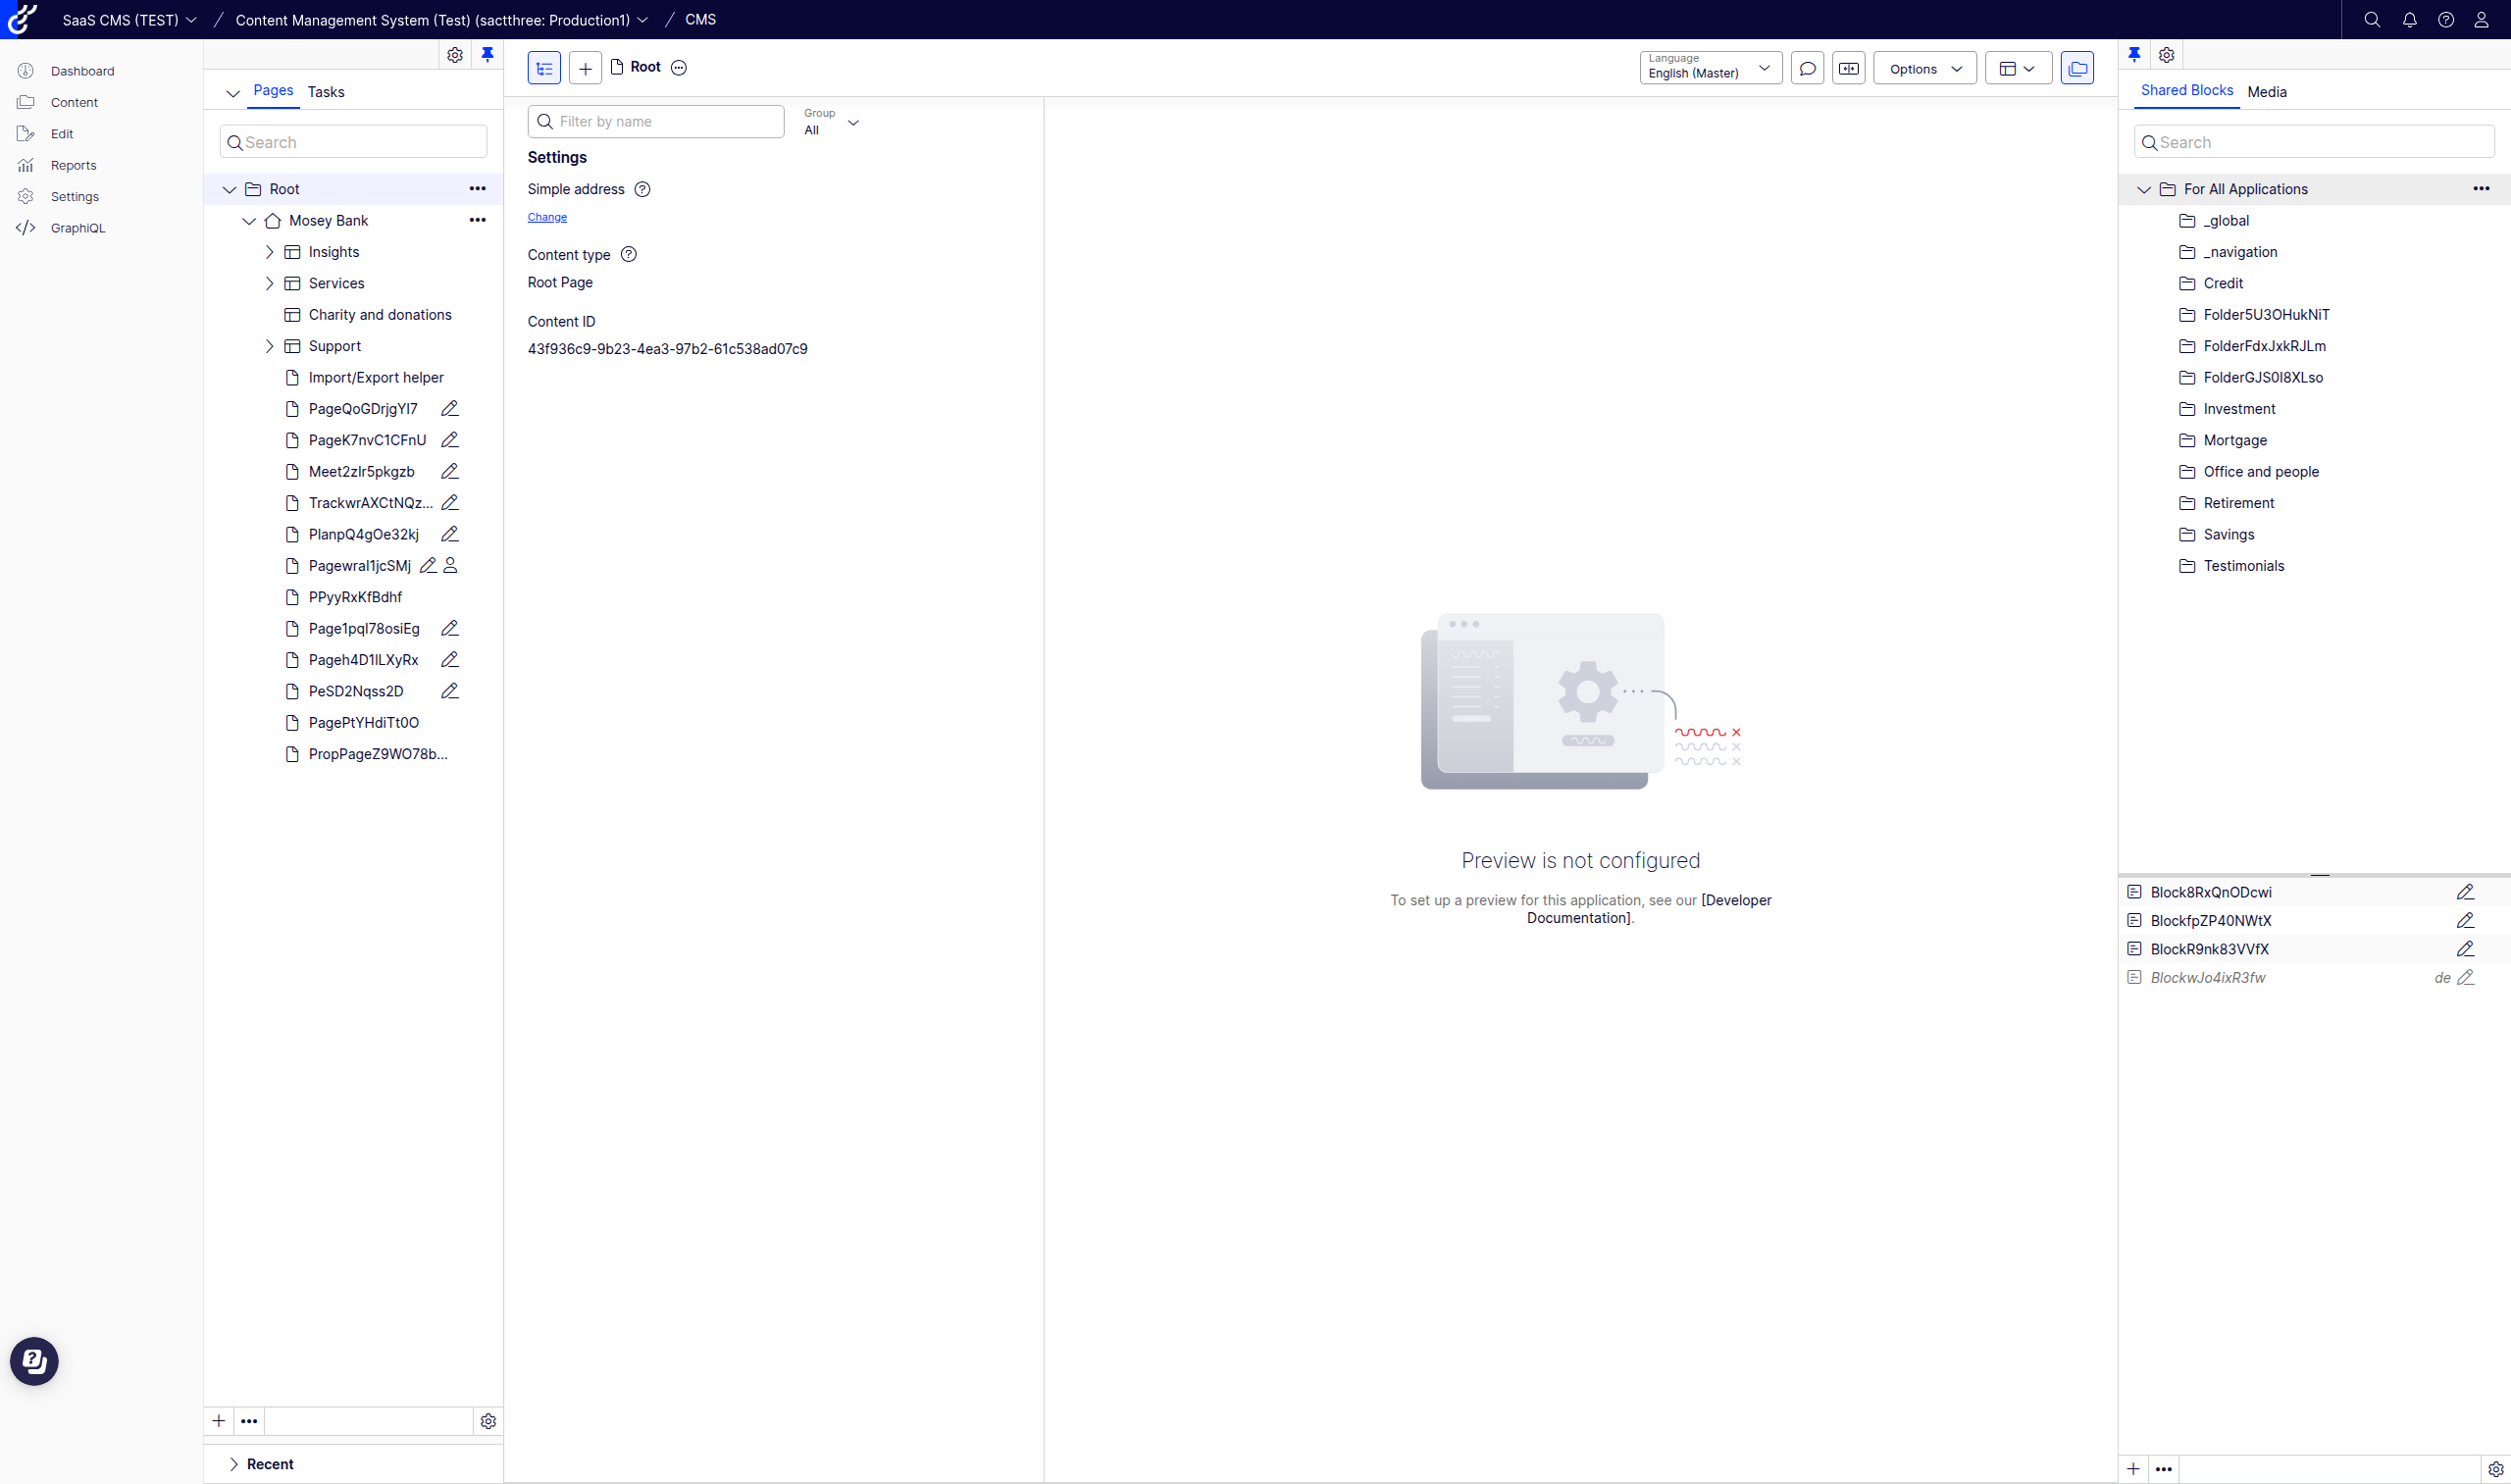 SaaS CMS (TEST) / Content Management System (Test) (sactthree: Production1) / CMS
Dashboard
Content
Edit
Reports
Settings
GraphiQL
Pages Tasks
Search
Root
Mosey Bank
Insights
Services
Charity and donations
Support
Import/Export helper
PageQoGDrjgYI7
PageK7nvC1CFnU
Meet2zIr5pkgzb
TrackwrAXCtNQz...
PlanpQ4gOe32kj
PagewraI1jcSMj
PPyyRxKfBdhf
Page1pqI78osiEg
Pageh4D1ILXyRx
PeSD2Nqss2D
PagePtYHdiTt0O
PropPageZ9WO78b...
Recent
Root
Language
English (Master)
Options
Filter by name
Group
All
Settings
Simple address
Change
Content type
Root Page
Content ID
43f936c9-9b23-4ea3-97b2-61c538ad07c9
Preview is not configured
To set up a preview for this application, see our [Developer
Documentation].
Shared Blocks Media
Search
For All Applications
_global
_navigation
Credit
Folder5U3OHukNiT
FolderFdxJxkRJLm
FolderGJS0I8XLso
Investment
Mortgage
Office and people
Retirement
Savings
Testimonials
Block8RxQnODcwi
BlockfpZP40NWtX
BlockR9nk83VVfX
BlockwJo4ixR3fw de